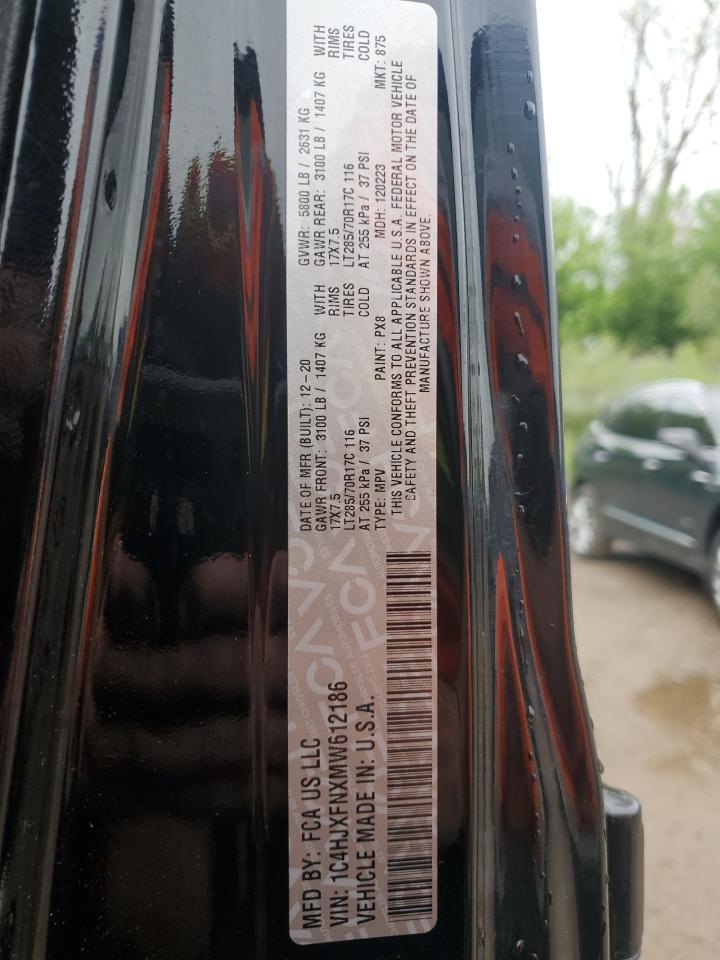 MFD BY: FCA US LLC
VIN: 1C4HJXFNXMW612186
VEHICLE MADE IN: U.S.A.
DATE OF MFR (BUILT): 12-20
GAWR FRONT: 3100 LB / 1407 KG WITH
17X7.5 RIMS
LT285/70R17C 116 TIRES
AT 255 kPa / 37 PSI COLD
GVWR: 5800 LB / 2631 KG
GAWR REAR: 3100 LB / 1407 KG WITH
17X7.5 RIMS
LT285/70R17C 116 TIRES
AT 255 kPa / 37 PSI COLD
TYPE: MPV PAINT: PX8 MDH: 120223 MKT: 875
THIS VEHICLE CONFORMS TO ALL APPLICABLE U.S.A. FEDERAL MOTOR VEHICLE
SAFETY AND THEFT PREVENTION STANDARDS IN EFFECT ON THE DATE OF
MANUFACTURE SHOWN ABOVE.